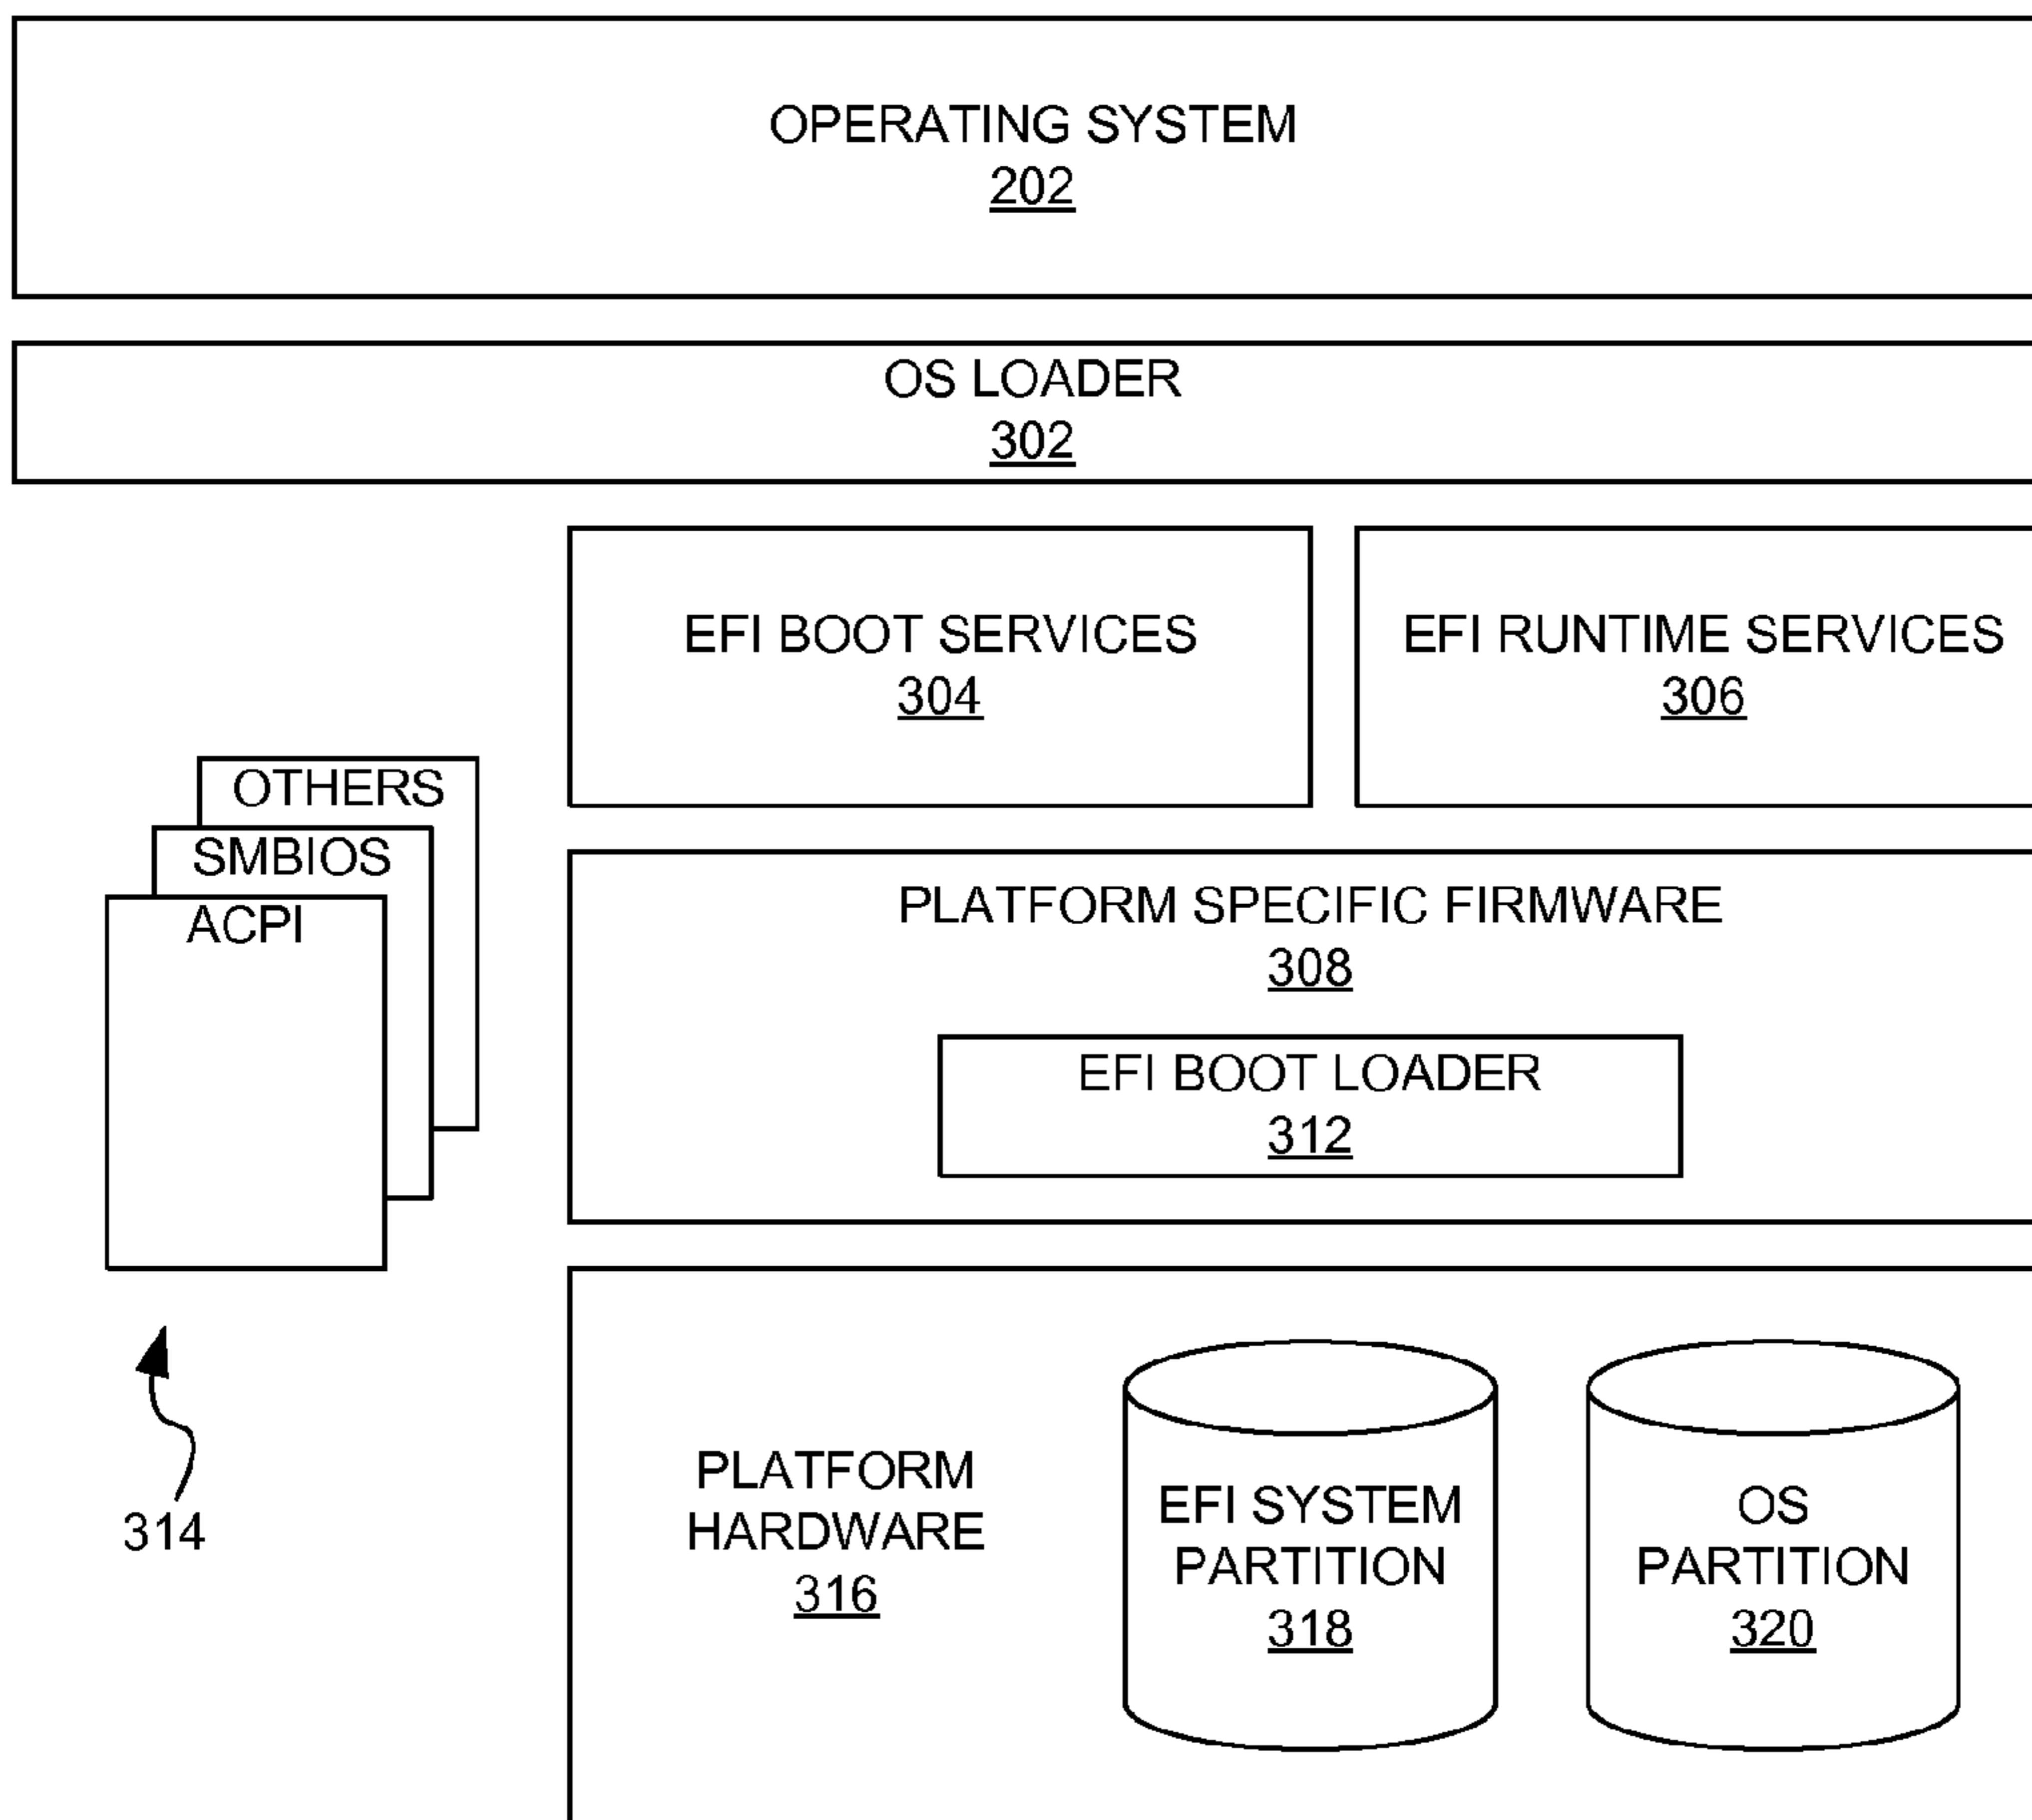 OPERATING SYSTEM
202
OS LOADER
302
EFI BOOT SERVICES
304
EFI RUNTIME SERVICES
306
OTHERS
SMBIOS
ACPI
314
PLATFORM SPECIFIC FIRMWARE
308
EFI BOOT LOADER
312
PLATFORM
HARDWARE
316
EFI SYSTEM
PARTITION
318
OS
PARTITION
320